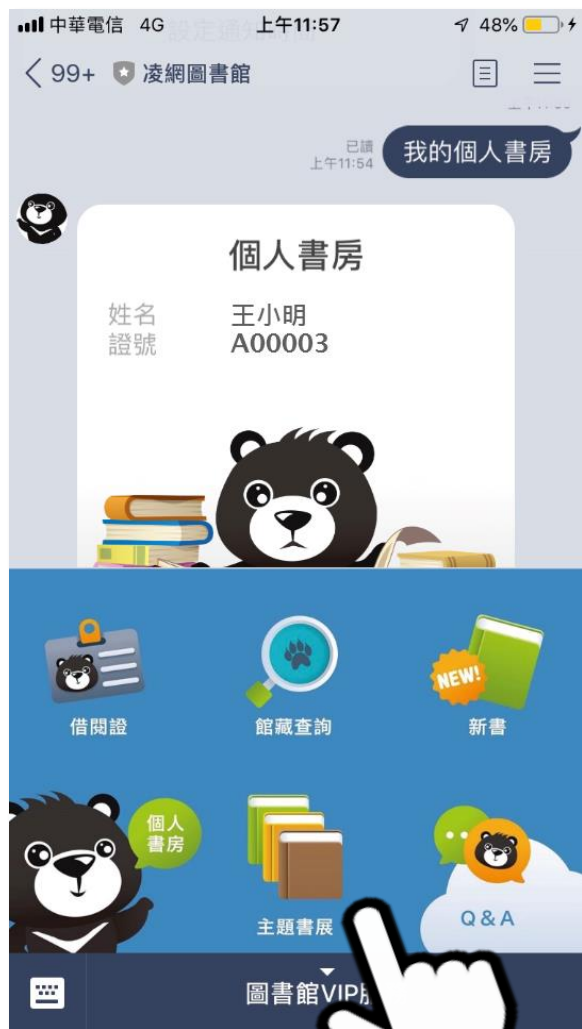 中華電信 4G 上午11:57 48%
99+ 凌網圖書館
已讀
上午11:54
我的個人書房
個人書房
姓名 王小明
證號 A00003
借閱證 館藏查詢 NEW! 新書
個人
書房
主題書展 Q & A
圖書館VIP